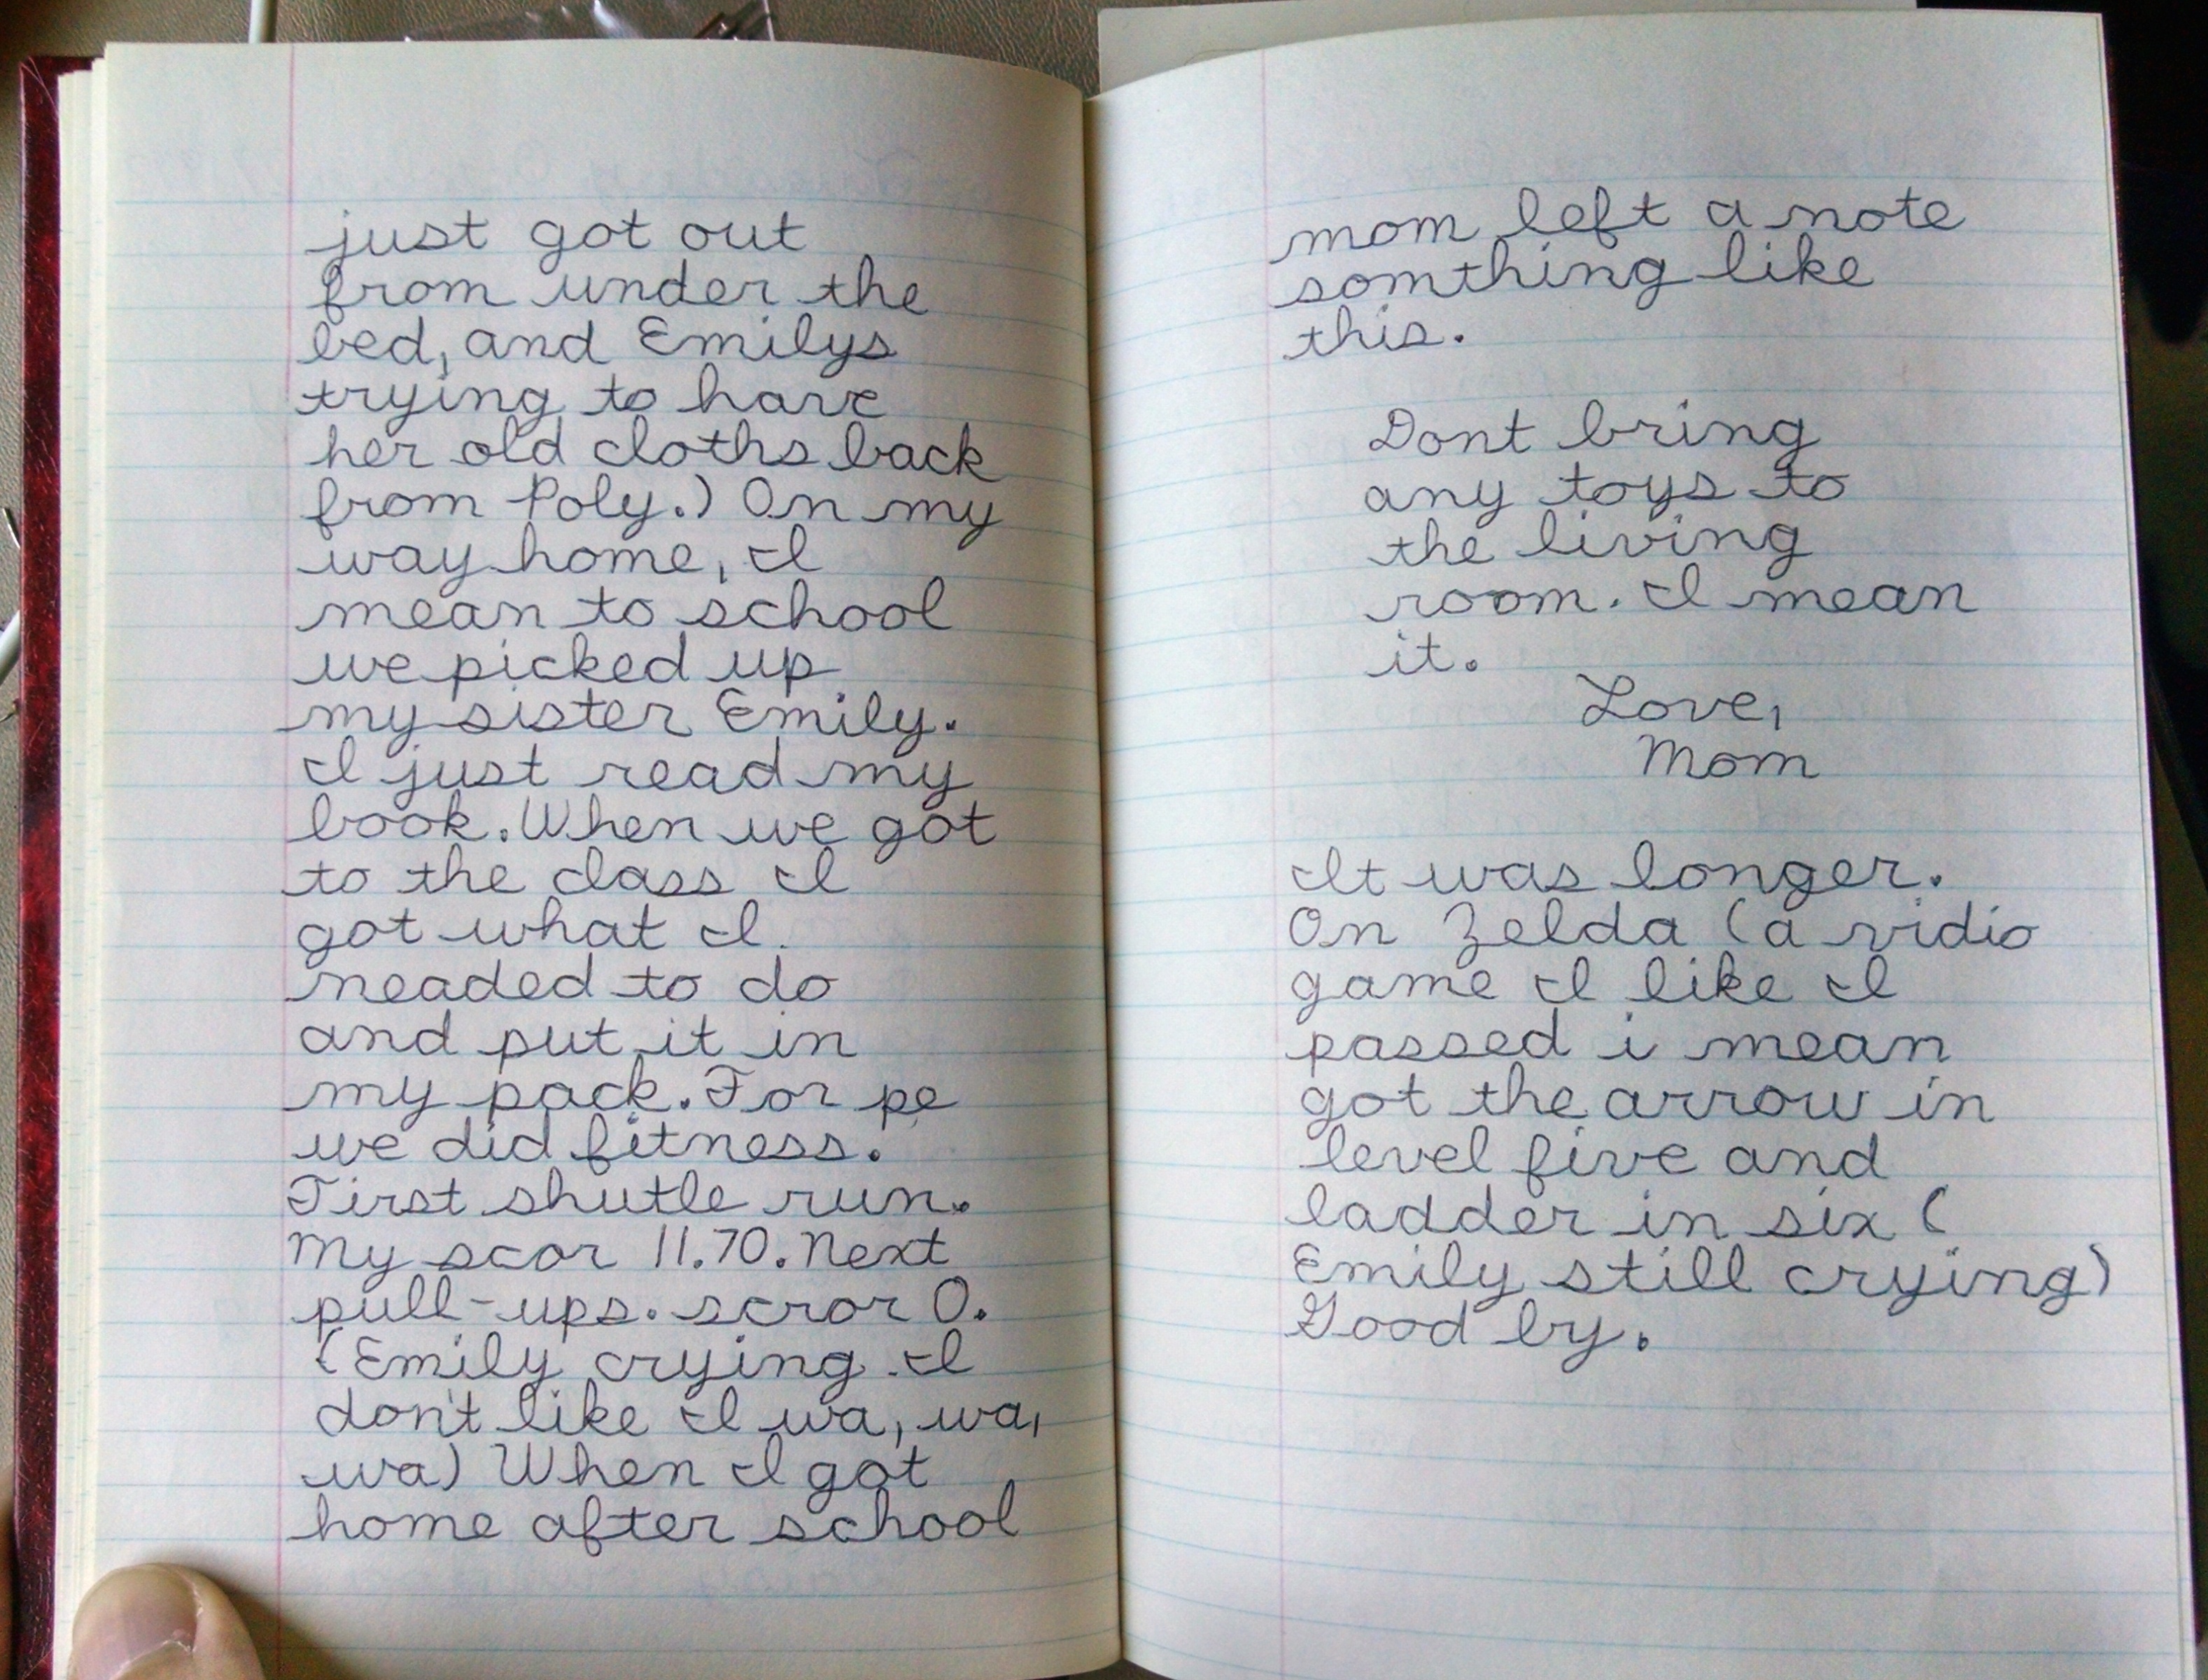 just got out
from under the
bed, and Emilys
trying to have
her old cloths back
from Poly.) On my
way home, I
mean to school
we picked up
my sister Emily.
I just read my
book. When we got
to the class I
got what I
neaded to do
and put it in
my pack. For pe
we did fitness.
First shutle run.
My scor 11.70. Next
pull-ups. scror 0.
(Emily crying I
don't like I wa, wa,
wa) When I got
home after school
mom left a note
somthing like
this.
Dont bring
any toys to
the living
room. I mean
it.
Love,
Mom
It was longer.
On Zelda (a vidio
game I like I
passed i mean
got the arrow in
level five and
ladder in six (
Emily still crying)
Good by.